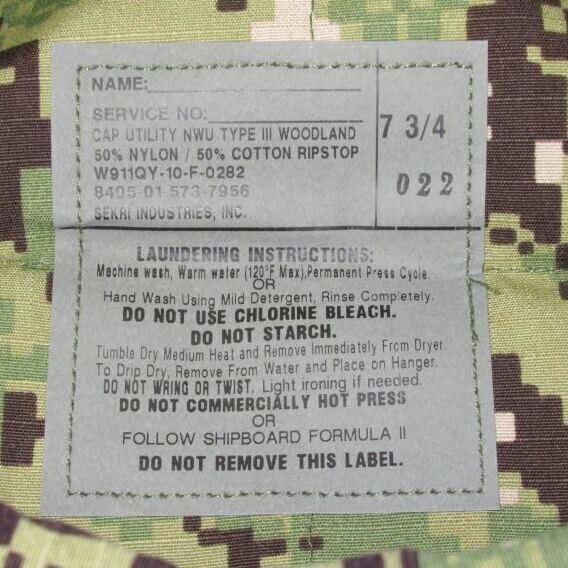 NAME:
SERVICE NO:
CAP UTILITY NWU TYPE III WOODLAND
50% NYLON / 50% COTTON RIPSTOP
W911QY-10-F-0282
8405-01-573-7956
SEKRI INDUSTRIES, INC.
7 3/4
022
LAUNDERING INSTRUCTIONS:
Machine wash, Warm water (120°F Max),Permanent Press Cycle.
OR
Hand Wash Using Mild Detergent, Rinse Completely.
DO NOT USE CHLORINE BLEACH.
DO NOT STARCH.
Tumble Dry Medium Heat and Remove Immediately From Dryer
To Drip Dry, Remove From Water and Place on Hanger.
DO NOT WRING OR TWIST. Light ironing if needed.
DO NOT COMMERCIALLY HOT PRESS
OR
FOLLOW SHIPBOARD FORMULA II
DO NOT REMOVE THIS LABEL.